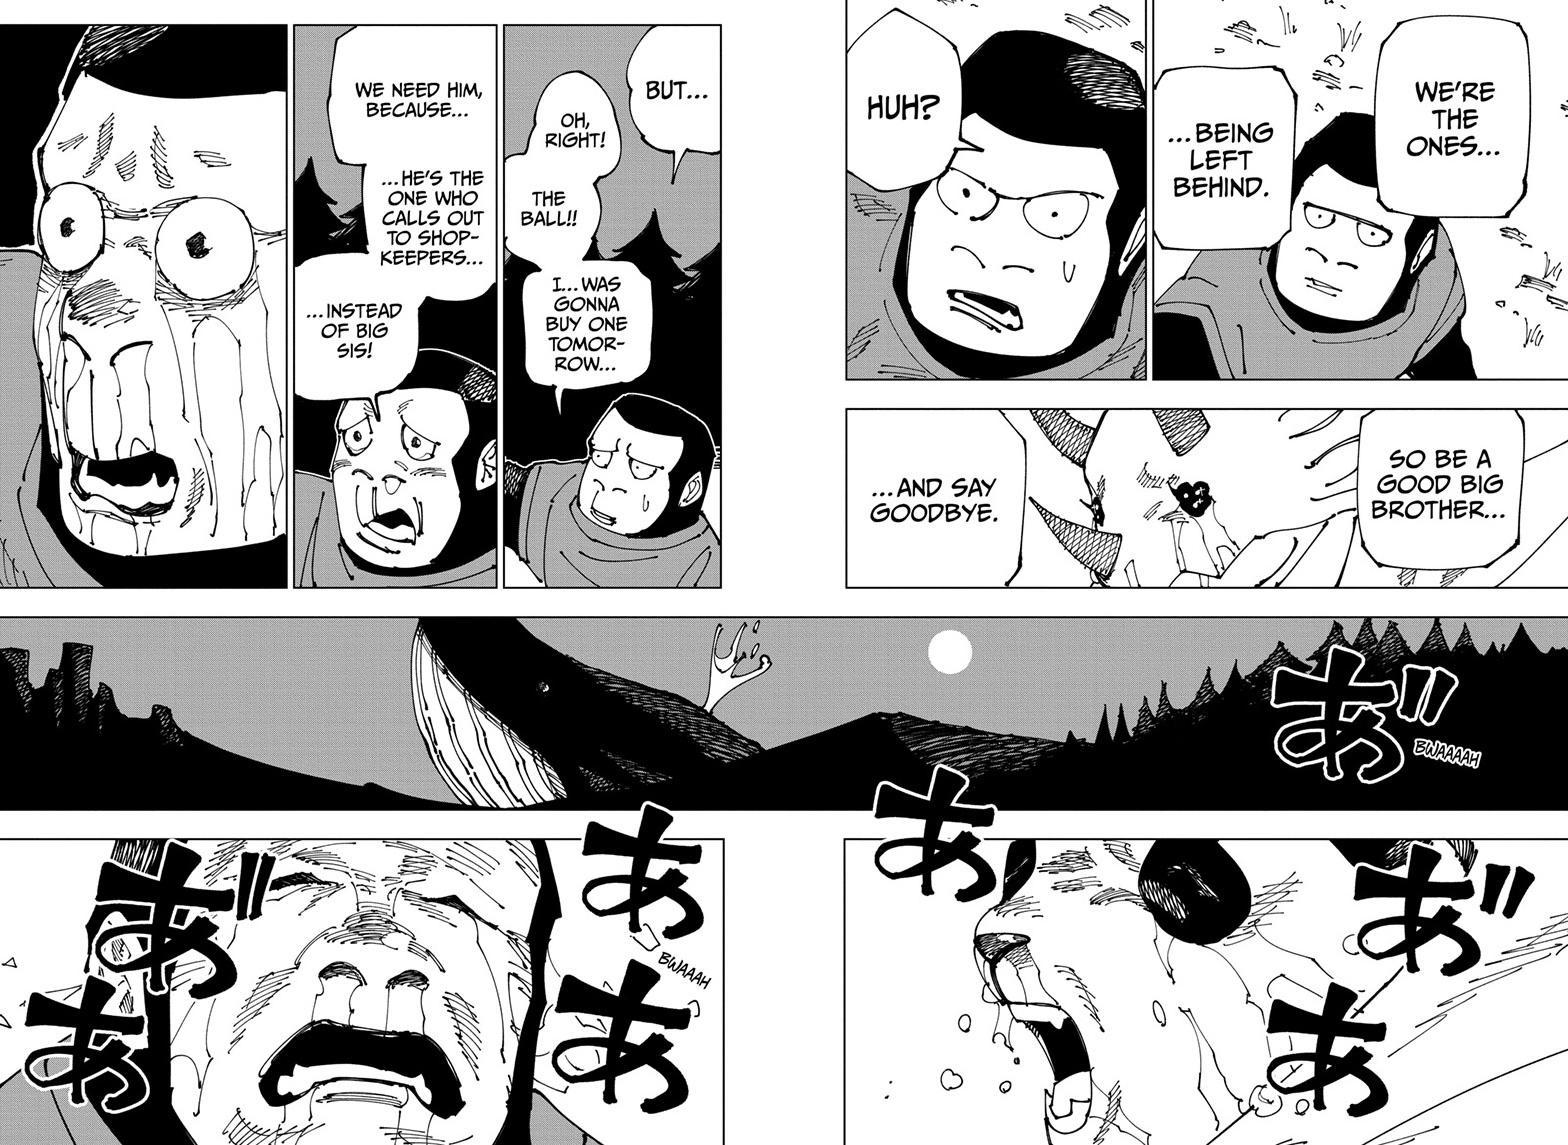 WE'RE
THE
ONES...
...BEING
LEFT
BEHIND.
HUH?
SO BE A
GOOD BIG
BROTHER...
...AND SAY
GOODBYE.
BUT...
OH,
RIGHT!
THE
BALL!!
I...WAS
GONNA
BUY ONE
TOMOR-
ROW...
WE NEED HIM,
BECAUSE...
...HE'S THE
ONE WHO
CALLS OUT
TO SHOP-
KEEPERS...
...INSTEAD
OF BIG
SIS!
あ゛
BWAAAAH
あ
あ゛
あ
あ
BWAAAH
あ
あ゛
あ